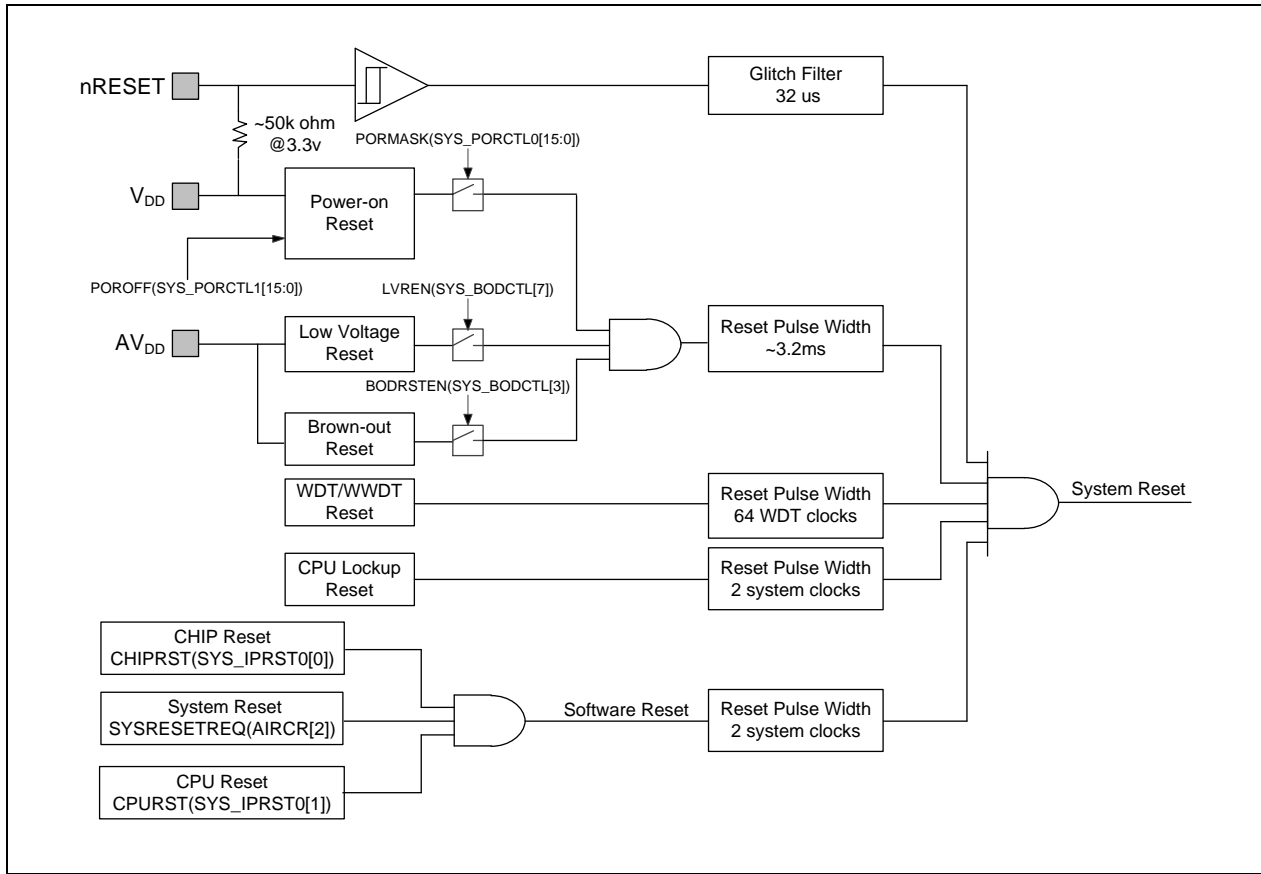 nRESET
Glitch Filter
32 us
~50k ohm
@3.3v
PORMASK(SYS_PORCTL0[15:0])
VDD
Power-on
Reset
POROFF(SYS_PORCTL1[15:0])
LVREN(SYS_BODCTL[7])
AVDD
Low Voltage
Reset
Reset Pulse Width
~3.2ms
BODRSTEN(SYS_BODCTL[3])
Brown-out
Reset
WDT/WWDT
Reset
Reset Pulse Width
64 WDT clocks
System Reset
CPU Lockup
Reset
Reset Pulse Width
2 system clocks
CHIP Reset
CHIPRST(SYS_IPRST0[0])
System Reset
SYSRESETREQ(AIRCR[2])
Software Reset
Reset Pulse Width
2 system clocks
CPU Reset
CPURST(SYS_IPRST0[1])